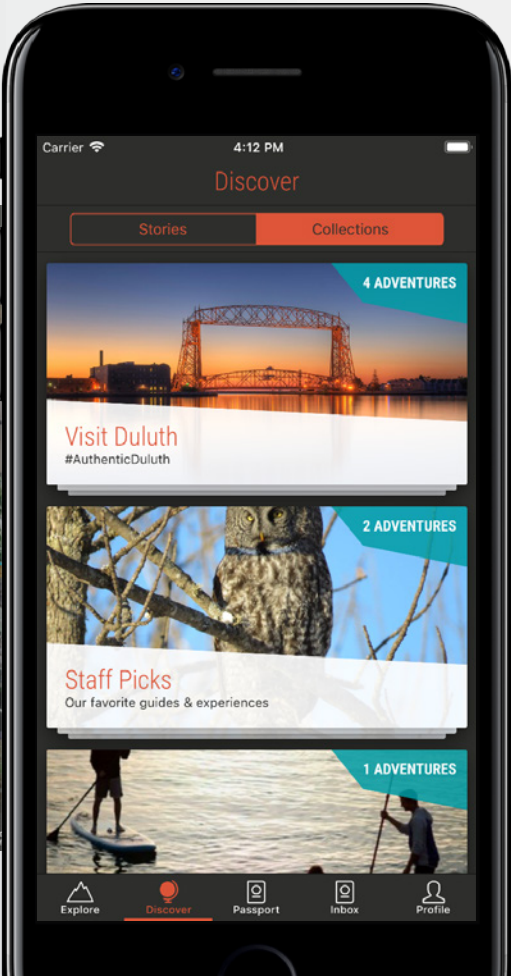 Carrier 4:12 PM
Discover
Stories Collections
4 ADVENTURES
Visit Duluth
#AuthenticDuluth
2 ADVENTURES
Staff Picks
Our favorite guides & experiences
1 ADVENTURES
Explore Discover Passport Inbox Profile